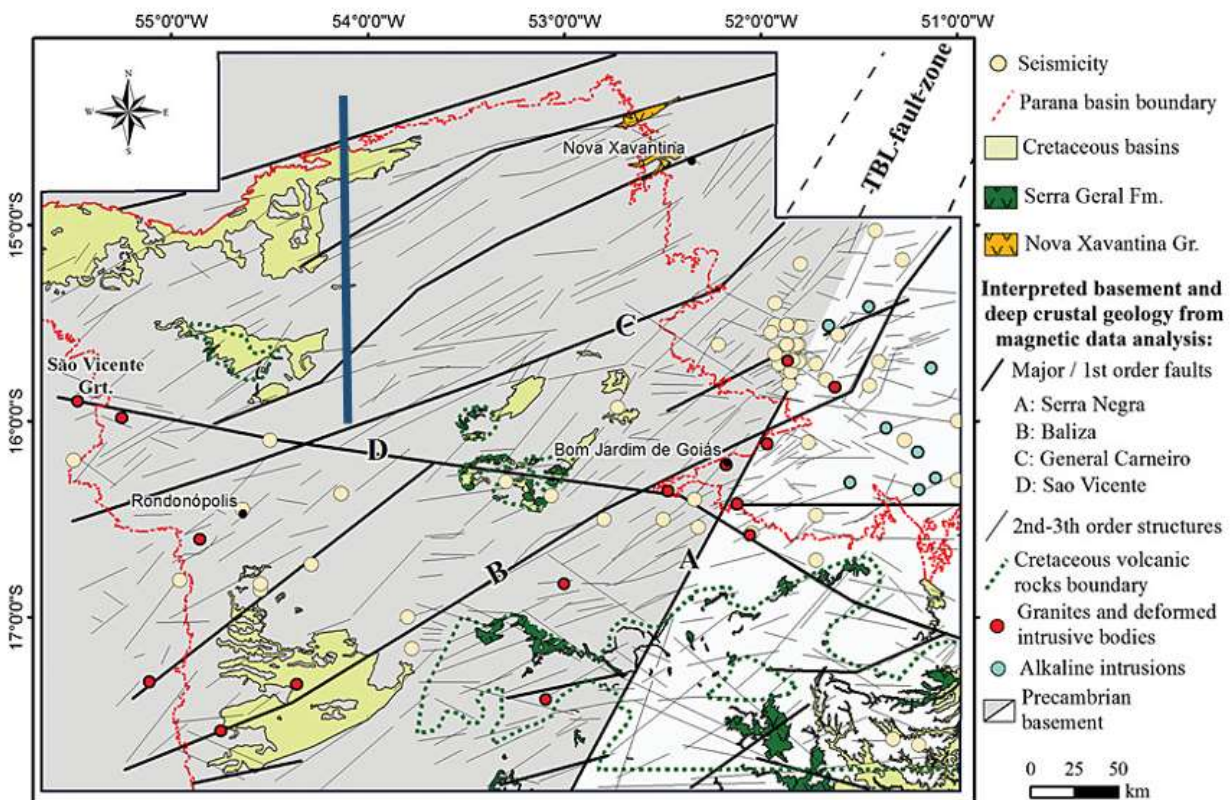 55°0'0"W 54°0'0"W 53°0'0"W 52°0'0"W 51°0'0"W
N
W E
S
15°0'0"S
16°0'0"S
17°0'0"S
TBL-fault-zone
Nova Xavantina
C
São Vicente
Grt.
D
Bom Jardim de Goiás
Rondonópolis
B
A
Seismicity
Parana basin boundary
Cretaceous basins
Serra Geral Fm.
Nova Xavantina Gr.
Interpreted basement and
deep crustal geology from
magnetic data analysis:
Major / 1st order faults
A: Serra Negra
B: Baliza
C: General Carneiro
D: Sao Vicente
2nd-3th order structures
Cretaceous volcanic
rocks boundary
Granites and deformed
intrusive bodies
Alkaline intrusions
Precambrian
basement
0 25 50
km